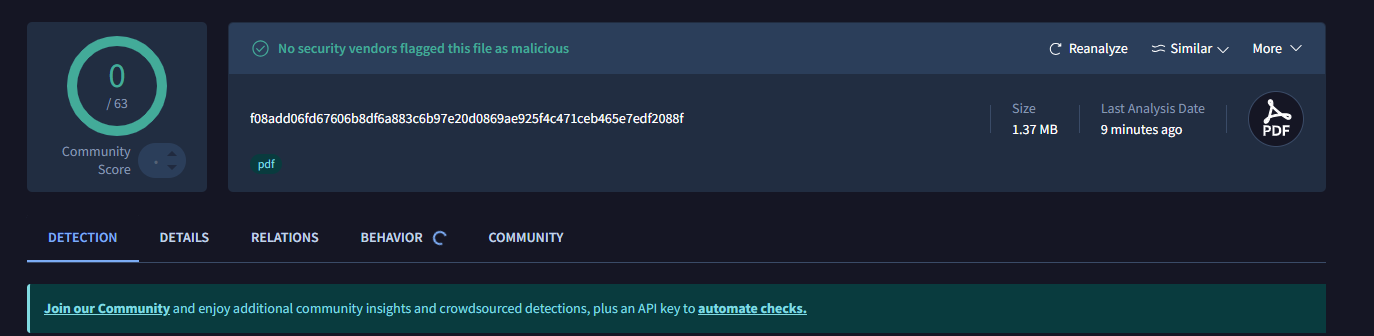 0
/ 63
Community
Score
No security vendors flagged this file as malicious
Reanalyze
Similar
More
f08add06fd67606b8df6a883c6b97e20d0869ae925f4c471ceb465e7edf2088f
pdf
Size
1.37 MB
Last Analysis Date
9 minutes ago
PDF
DETECTION
DETAILS
RELATIONS
BEHAVIOR
COMMUNITY
Join our Community and enjoy additional community insights and crowdsourced detections, plus an API key to automate checks.